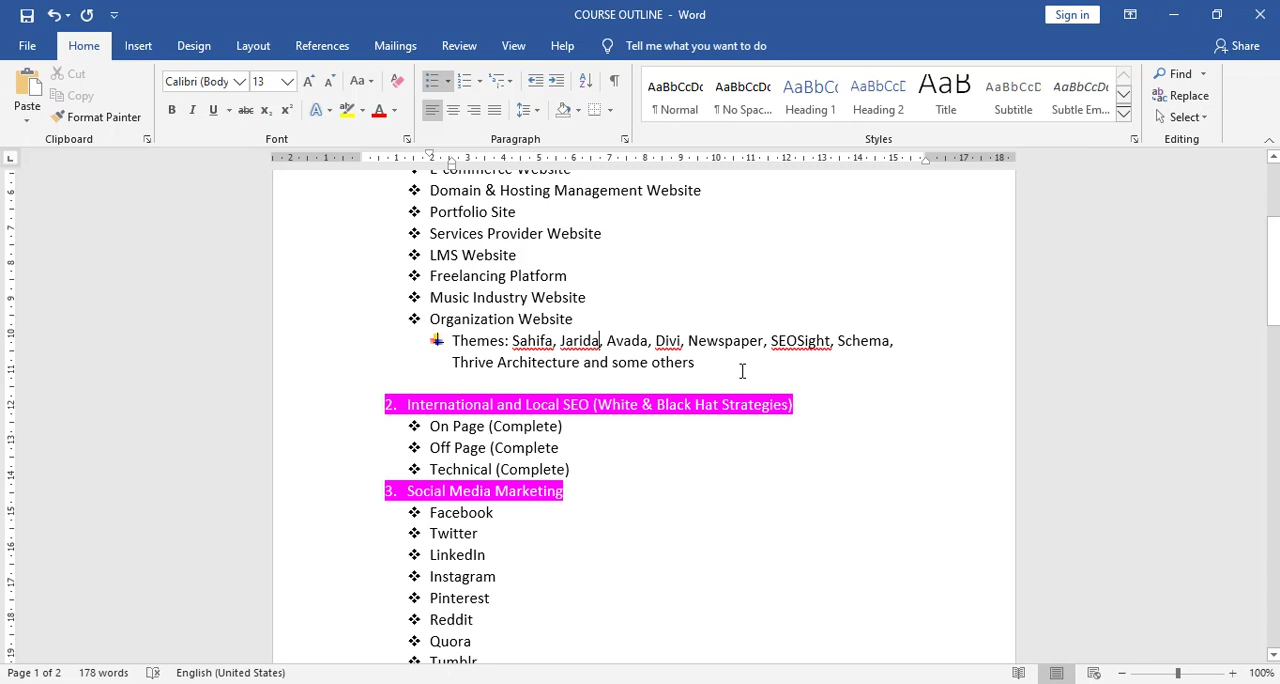 COURSE OUTLINE - Word
Sign in
File Home Insert Design Layout References Mailings Review View Help Tell me what you want to do Share
Paste
Cut
Copy
Format Painter
Clipboard
Calibri (Body 13
Font
Paragraph
AaBbCcDc AaBbCcDc AaBbC AaBbCcD AaB AaBbCcD AaBbCcDc
¶ Normal ¶ No Spac... Heading 1 Heading 2 Title Subtitle Subtle Em...
Styles
Find
Replace
Select
Editing
E-commerce Website
Domain & Hosting Management Website
Portfolio Site
Services Provider Website
LMS Website
Freelancing Platform
Music Industry Website
Organization Website
Themes: Sahifa, Jarida, Avada, Divi, Newspaper, SEOSight, Schema,
Thrive Architecture and some others
2. International and Local SEO (White & Black Hat Strategies)
On Page (Complete)
Off Page (Complete
Technical (Complete)
3. Social Media Marketing
Facebook
Twitter
LinkedIn
Instagram
Pinterest
Reddit
Quora
Tumblr
Page 1 of 2 178 words English (United States) 100%